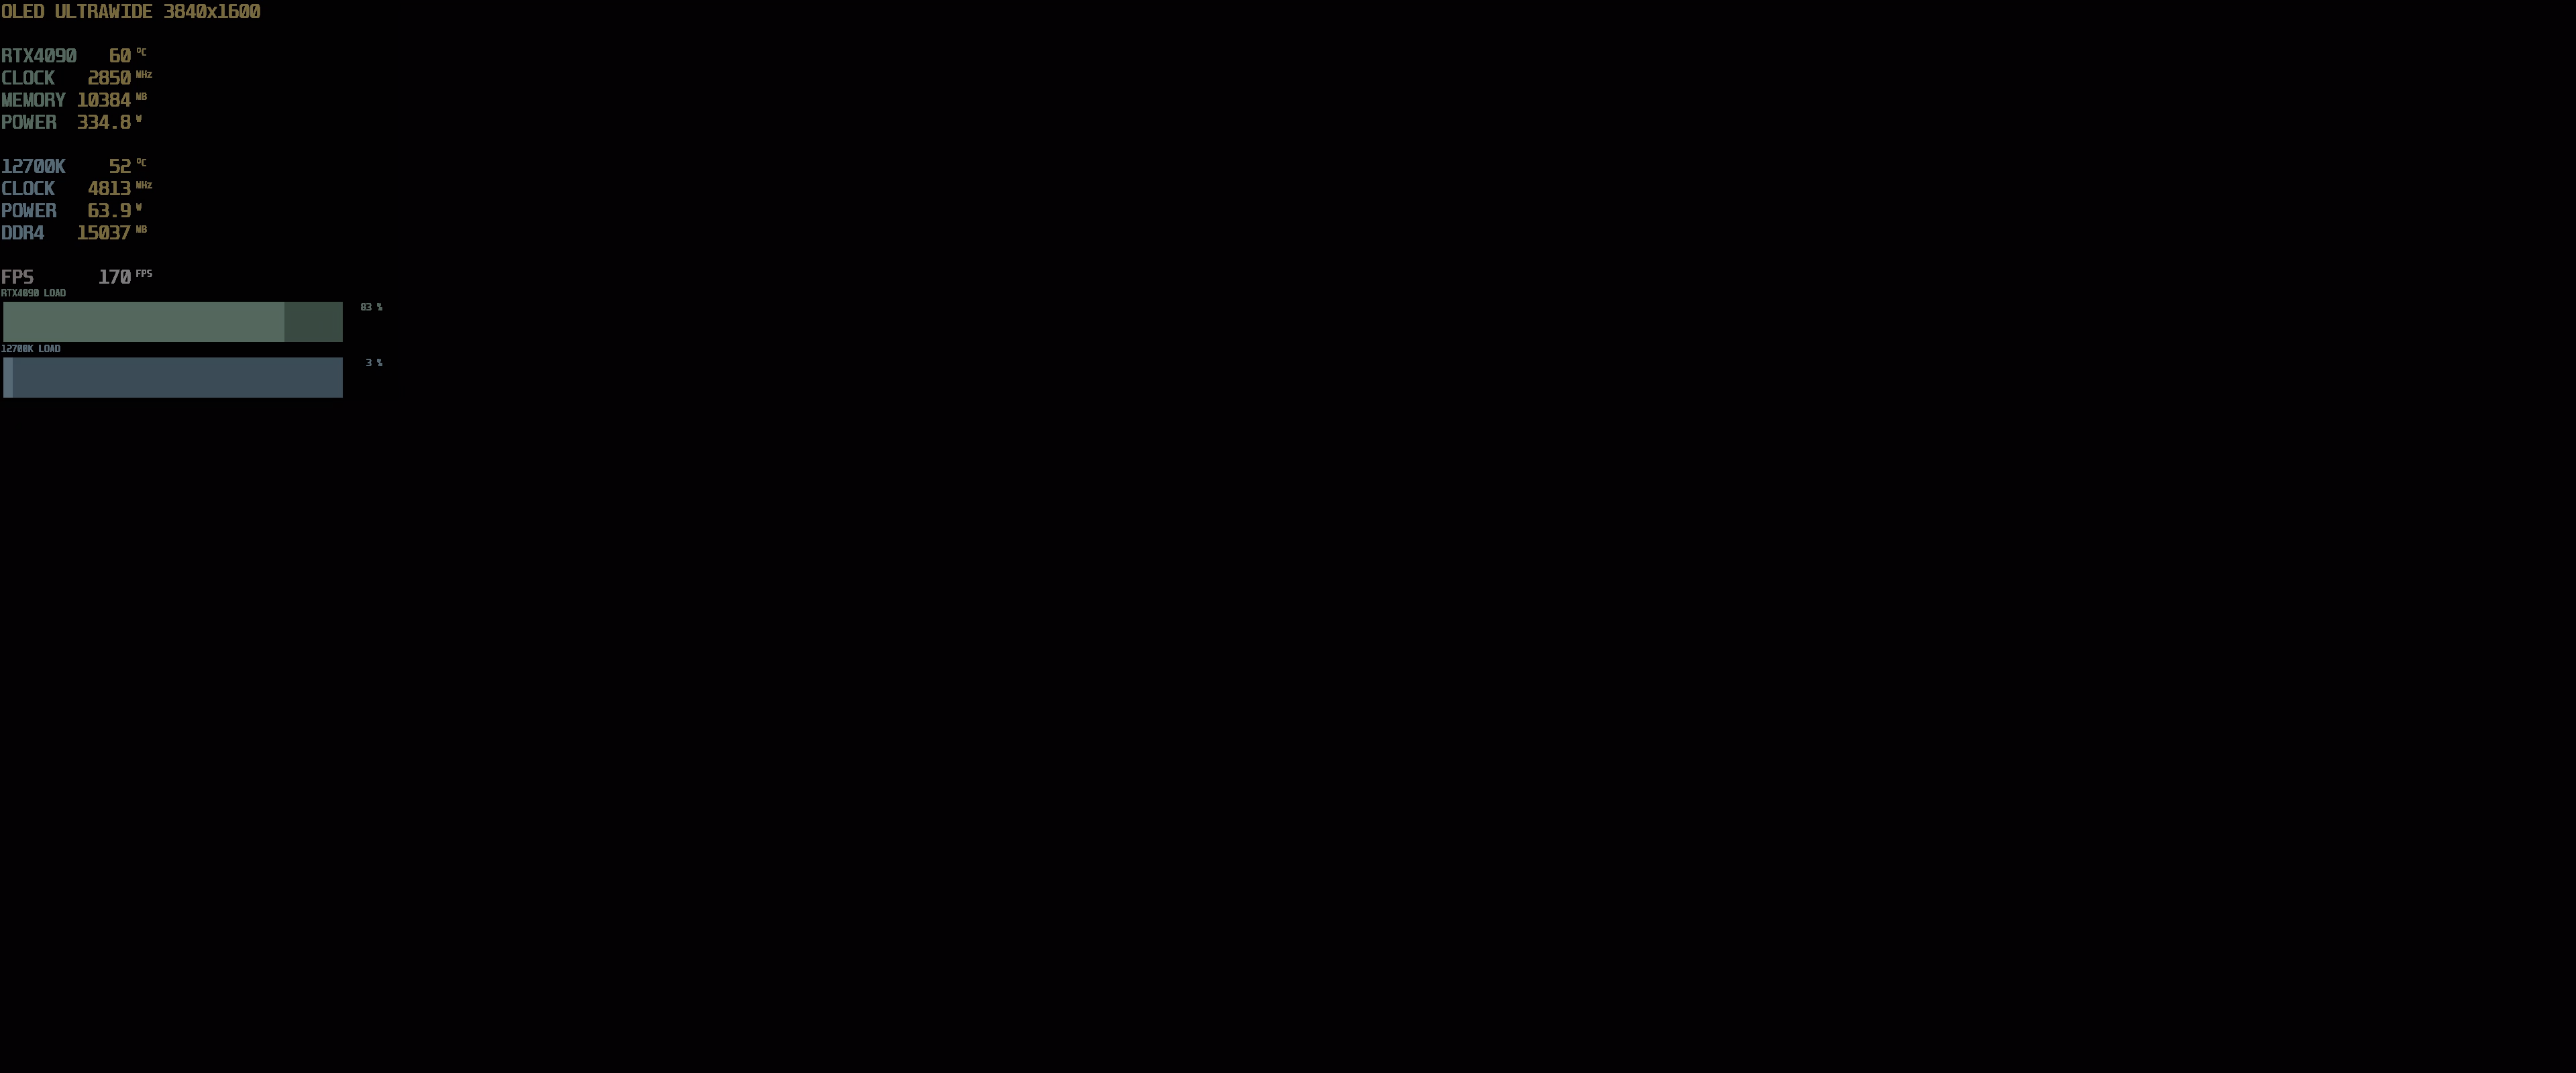 OLED ULTRAWIDE 3840x1600
RTX4090 60 °C
CLOCK 2850 MHz
MEMORY 10384 MB
POWER 334.8 W
12700K 52 °C
CLOCK 4813 MHz
POWER 63.9 W
DDR4 15037 MB
FPS 170 FPS
RTX4090 LOAD
83 %
12700K LOAD
3 %